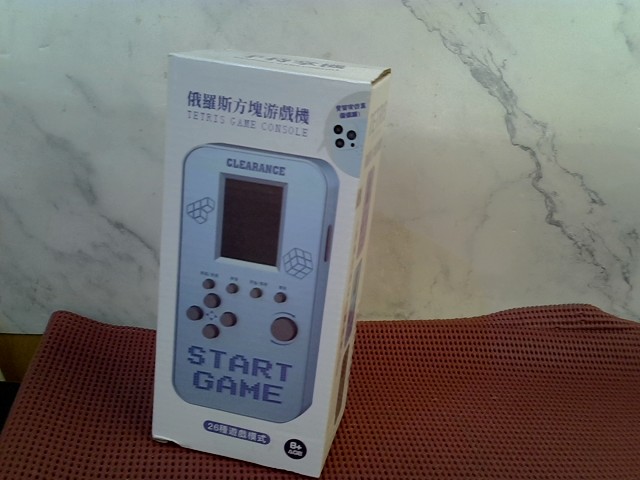 俄羅斯方塊游戲機
TETRIS GAME CONSOLE
CLEARANCE
START
GAME
26種遊戲模式
8+
AGE